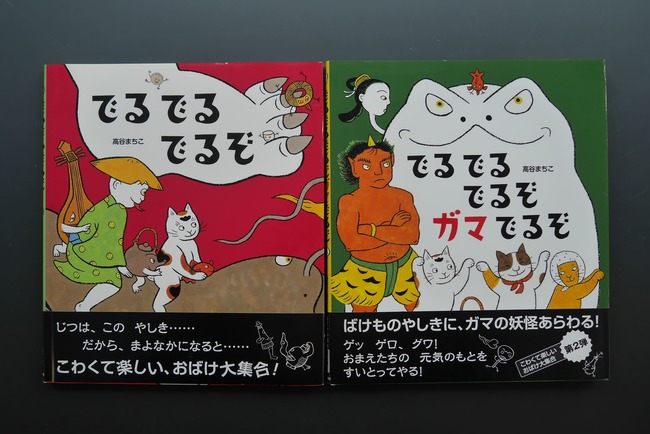 でる でる
でるぞ
高谷まちこ
じつは、この やしき……
だから、まよなかになると……
こわくて楽しい、おばけ大集合！
でる でる
高谷まちこ
でるぞ
ガマ でるぞ
ばけものやしきに、ガマの妖怪あらわる！
ゲッ ゲロ、グワ！
おまえたちの 元気のもとを
すいとってやる！
こわくて楽しい
おばけ大集合
第2弾